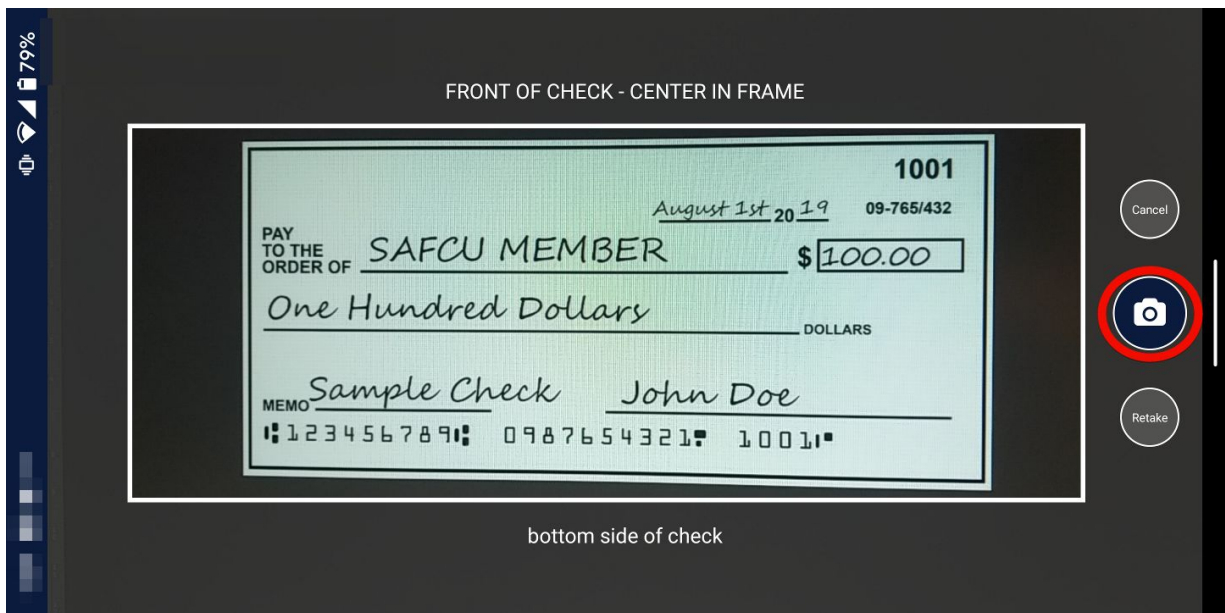 79%
FRONT OF CHECK - CENTER IN FRAME
1001
August 1st 20 19 09-765/432
PAY
TO THE
ORDER OF SAFCU MEMBER $ 100.00
One Hundred Dollars DOLLARS
MEMO Sample Check John Doe
⑆123456789⑆ 0987654321⑈ 1001⑈
bottom side of check
Cancel
Retake